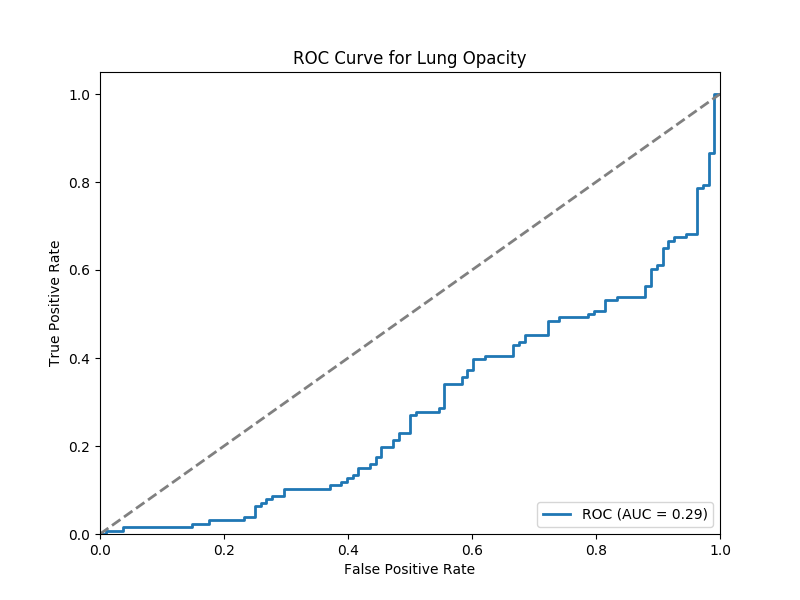 ROC Curve for Lung Opacity
True Positive Rate
1.0
0.8
0.6
0.4
0.2
0.0
ROC (AUC = 0.29)
0.0 0.2 0.4 0.6 0.8 1.0
False Positive Rate